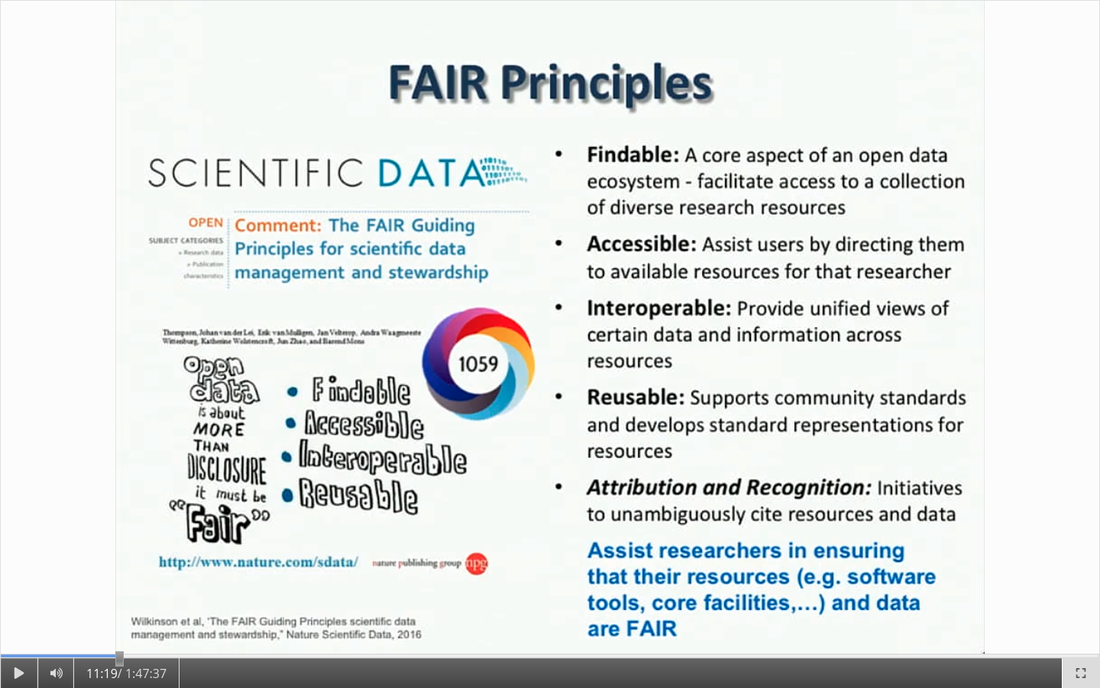 FAIR Principles
SCIENTIFIC DATA
OPEN
SUBJECT CATEGORIES
» Research data
» Publication
characteristics
Comment: The FAIR Guiding
Principles for scientific data
management and stewardship
Thompson, Johan van der Lei, Erik van Mulligen, Jan Velterop, Andra Waagmeester
Wittenburg, Katherine Wolstencroft, Jun Zhao, and Barend Mons
1059
Open
data
is about
MORE
THAN
DISCLOSURE
it must be
"Fair"
• Findable
• Accessible
• Interoperable
• Reusable
http://www.nature.com/sdata/
nature publishing group npg
Wilkinson et al, ‘The FAIR Guiding Principles scientific data
management and stewardship,” Nature Scientific Data, 2016
• Findable: A core aspect of an open data
ecosystem - facilitate access to a collection
of diverse research resources
• Accessible: Assist users by directing them
to available resources for that researcher
• Interoperable: Provide unified views of
certain data and information across
resources
• Reusable: Supports community standards
and develops standard representations for
resources
• Attribution and Recognition: Initiatives
to unambiguously cite resources and data
Assist researchers in ensuring
that their resources (e.g. software
tools, core facilities,...) and data
are FAIR
11:19/ 1:47:37